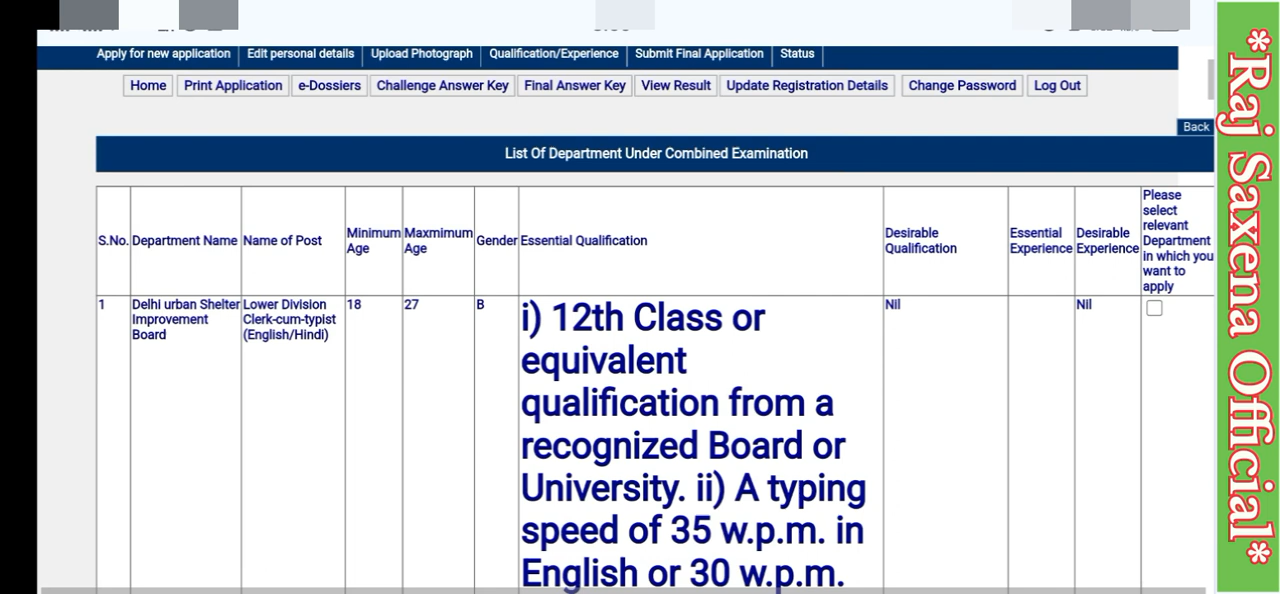 Apply for new application Edit personal details Upload Photograph Qualification/Experience Submit Final Application Status
Home Print Application e-Dossiers Challenge Answer Key Final Answer Key View Result Update Registration Details Change Password Log Out
Back
List Of Department Under Combined Examination
S.No.
Department Name
Name of Post
Minimum
Age
Maxmimum
Age
Gender
Essential Qualification
Desirable
Qualification
Essential
Experience
Desirable
Experience
Please
select
relevant
Department
in which you
want to
apply
1
Delhi urban Shelter
Improvement
Board
Lower Division
Clerk-cum-typist
(English/Hindi)
18
27
B
i) 12th Class or
equivalent
qualification from a
recognized Board or
University. ii) A typing
speed of 35 w.p.m. in
English or 30 w.p.m.
Nil
Nil
*Raj Saxena Official*